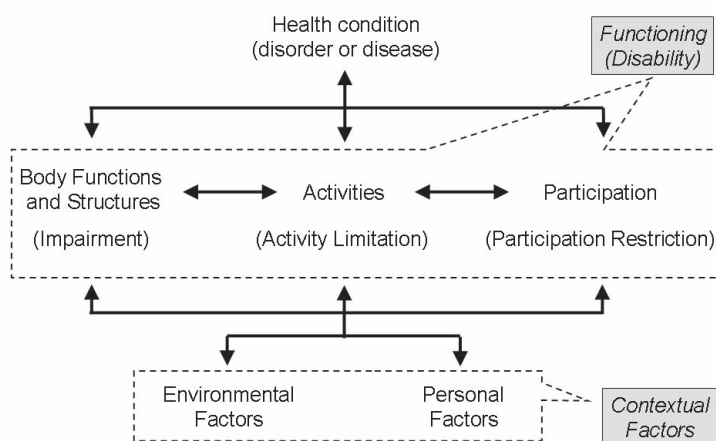 Health condition
(disorder or disease)
Functioning
(Disability)
Body Functions
and Structures
Activities
Participation
(Impairment)
(Activity Limitation)
(Participation Restriction)
Environmental
Factors
Personal
Factors
Contextual
Factors